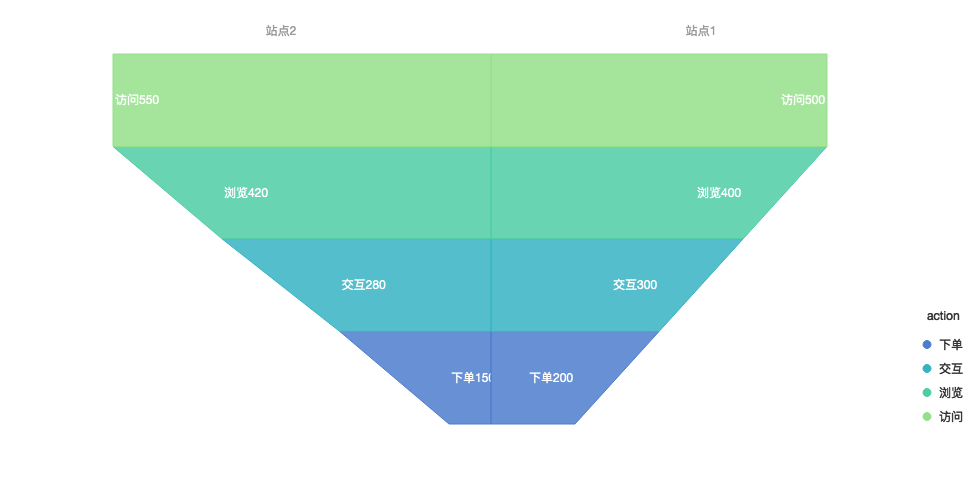 站点2
站点1
访问550
访问500
浏览420
浏览400
交互280
交互300
下单150
下单200
action
下单
交互
浏览
访问